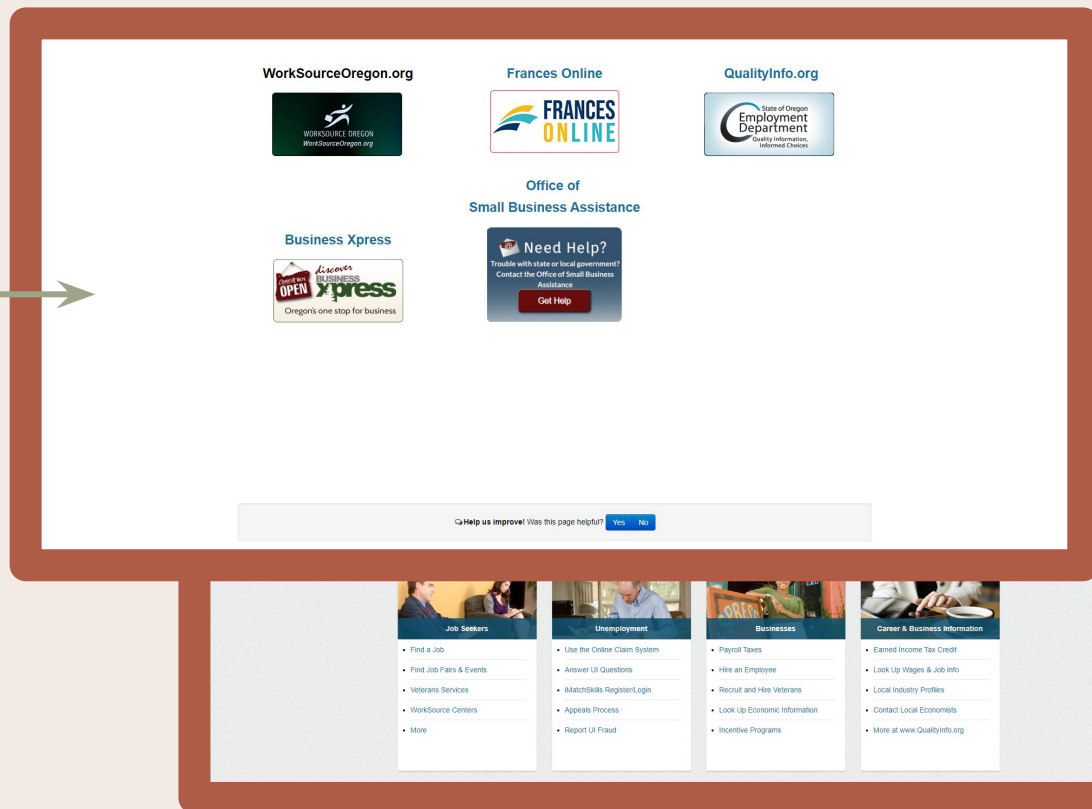 WorkSourceOregon.org
Frances Online
QualityInfo.org
WORKSOURCE OREGON
WorkSourceOregon.org
FRANCES
ONLINE
State of Oregon
Employment
Department
Quality Information,
Informed Choices
Office of
Small Business Assistance
Business Xpress
discover
BUSINESS
xpress
OPEN
Oregon's one stop for business
Need Help?
Trouble with state or local government?
Contact the Office of Small Business
Assistance
Get Help
Help us improve! Was this page helpful? Yes No
Job Seekers
• Find a Job
• Find Job Fairs & Events
• Veterans Services
• WorkSource Centers
• More
Unemployment
• Use the Online Claim System
• Answer UI Questions
• iMatchSkills Register/Login
• Appeals Process
• Report UI Fraud
Businesses
• Payroll Taxes
• Hire an Employee
• Recruit and Hire Veterans
• Look Up Economic Information
• Incentive Programs
Career & Business Information
• Earned Income Tax Credit
• Look Up Wages & Job Info
• Local Industry Profiles
• Contact Local Economists
• More at www.QualityInfo.org